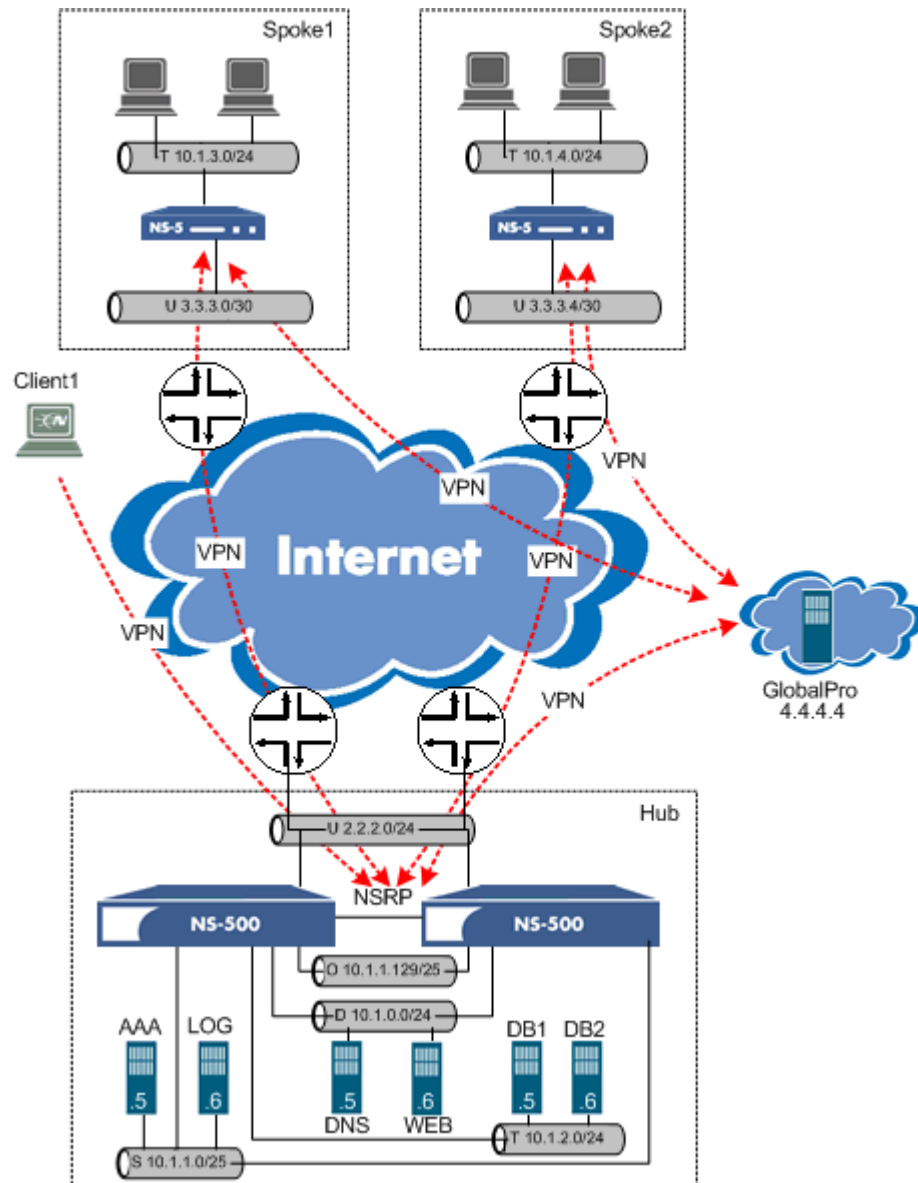 Spoke1
Spoke2
T 10.1.3.0/24
T 10.1.4.0/24
NS-5
NS-5
U 3.3.3.0/30
U 3.3.3.4/30
Client1
N
VPN
VPN
Internet
VPN
VPN
VPN
GlobalPro
4.4.4.4
VPN
Hub
U 2.2.2.0/24
NSRP
NS-500
NS-500
O 10.1.1.129/25
D 10.1.0.0/24
AAA
LOG
DB1
DB2
.5
.6
.5
.6
.5
.6
DNS
WEB
T 10.1.2.0/24
S 10.1.1.0/25